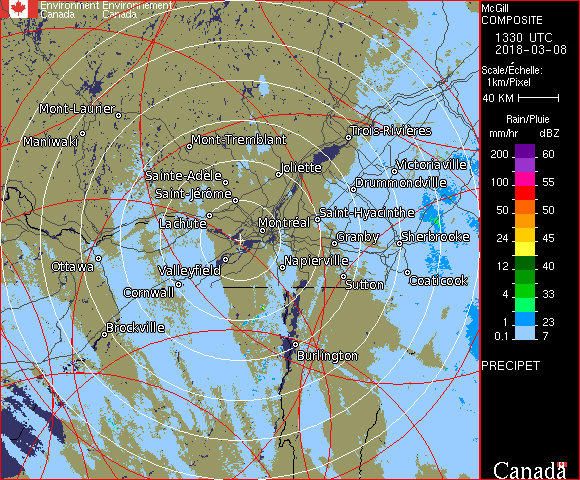 Environment Environnement
Canada Canada
McGill
COMPOSITE
1330 UTC
2018-03-08
Scale/Échelle:
1km/Pixel
40 KM
Rain/Pluie
mm/hr dBZ
200 60
100 55
50 50
24 45
12 40
4 33
1 23
0.1 7
PRECIPET
Canada
Mont-Laurier
Maniwaki
Mont-Tremblant
Trois-Rivières
Victoriaville
Joliette
Sainte-Adèle
Drummondville
Saint-Jérôme
Lachute
Saint-Hyacinthe
Montréal
Granby
Sherbrooke
Ottawa
Valleyfield
Napierville
Cornwall
Sutton
Coaticook
Brockville
Burlington